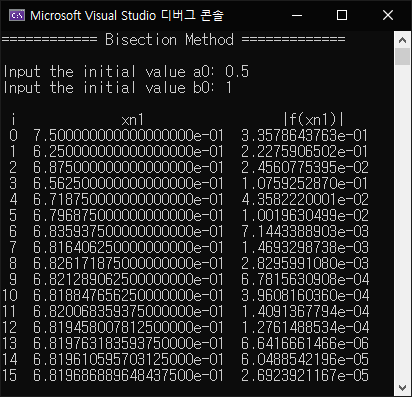 Microsoft Visual Studio 디버그 콘솔
============ Bisection Method =============
Input the initial value a0: 0.5
Input the initial value b0: 1
i xn1 |f(xn1)|
0 7.500000000000000000e-01 3.3578643763e-01
1 6.250000000000000000e-01 2.2275906502e-01
2 6.875000000000000000e-01 2.4560775395e-02
3 6.562500000000000000e-01 1.0759252870e-01
4 6.718750000000000000e-01 4.3582220001e-02
5 6.796875000000000000e-01 1.0019630499e-02
6 6.835937500000000000e-01 7.1443888903e-03
7 6.816406250000000000e-01 1.4693298738e-03
8 6.826171875000000000e-01 2.8295991080e-03
9 6.821289062500000000e-01 6.7815630908e-04
10 6.818847656250000000e-01 3.9608160360e-04
11 6.820068359375000000e-01 1.4091367794e-04
12 6.819458007812500000e-01 1.2761488534e-04
13 6.819763183593750000e-01 6.6416661466e-06
14 6.819610595703125000e-01 6.0488542196e-05
15 6.819686889648437500e-01 2.6923921167e-05